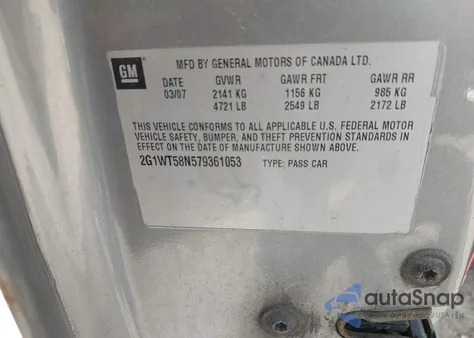 GM
MFD BY GENERAL MOTORS OF CANADA LTD.
DATE GVWR GAWR FRT GAWR RR
03/07 2141 KG 1156 KG 985 KG
4721 LB 2549 LB 2172 LB
THIS VEHICLE CONFORMS TO ALL APPLICABLE U.S. FEDERAL MOTOR
VEHICLE SAFETY, BUMPER, AND THEFT PREVENTION STANDARDS IN
EFFECT ON THE DATE OF MANUFACTURE SHOWN ABOVE.
2G1WT58N579361053 TYPE: PASS CAR
autoSnap